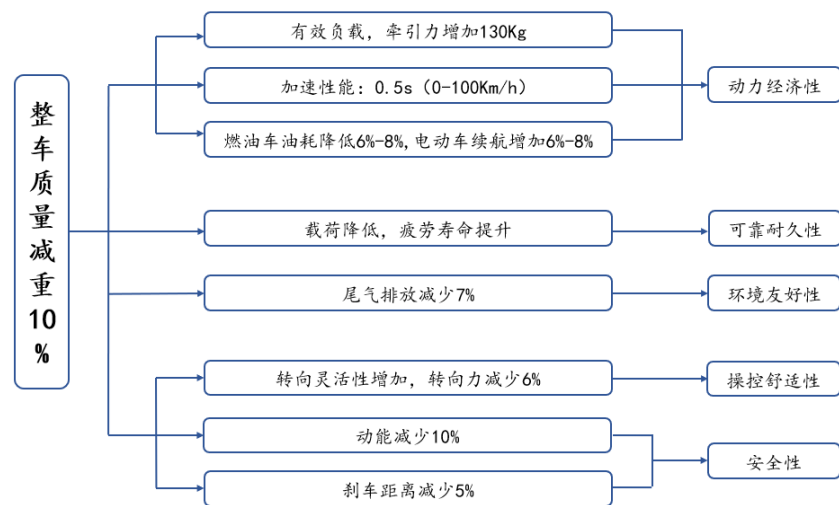 整车质量减重10%
有效负载，牵引力增加130Kg
加速性能：0.5s（0-100Km/h）
燃油车油耗降低6%-8%,电动车续航增加6%-8%
动力经济性
载荷降低，疲劳寿命提升
可靠耐久性
尾气排放减少7%
环境友好性
转向灵活性增加，转向力减少6%
操控舒适性
动能减少10%
刹车距离减少5%
安全性